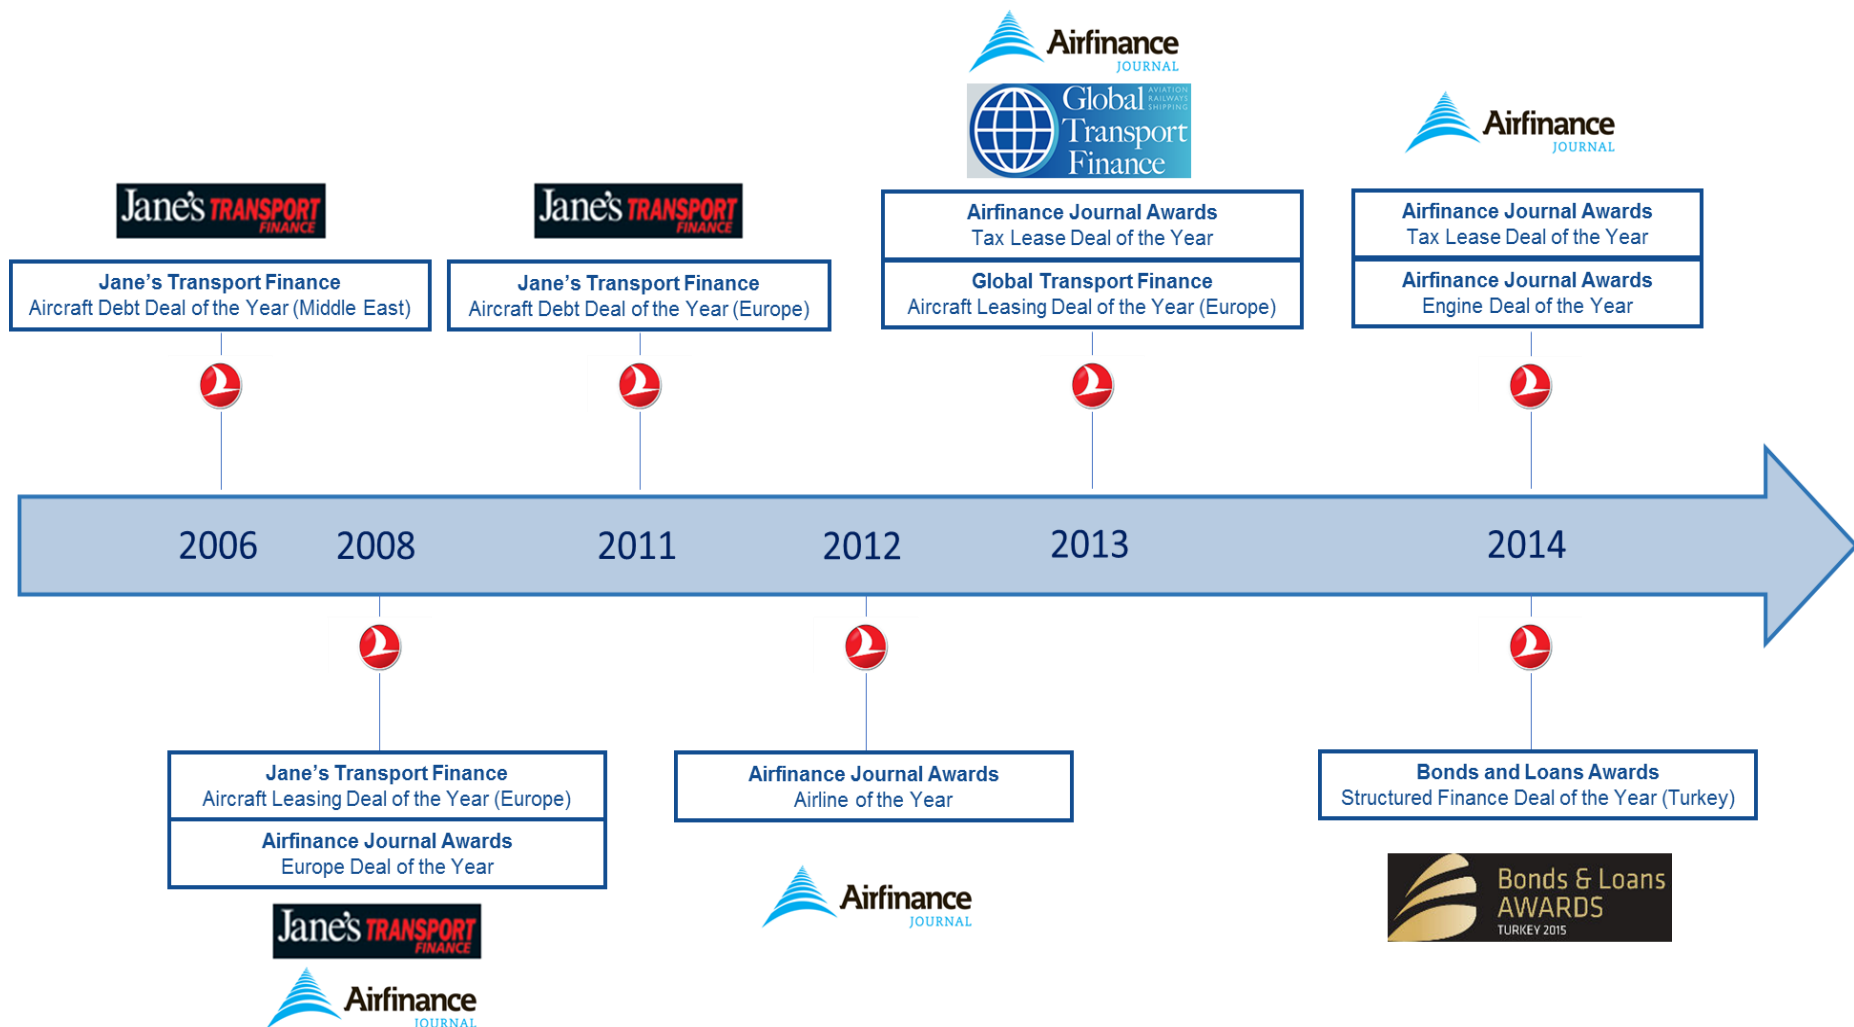 Airfinance
JOURNAL
Global
AVIATION
RAILWAYS
SHIPPING
Transport
Finance
Airfinance
JOURNAL
Jane's TRANSPORT
FINANCE
Jane's TRANSPORT
FINANCE
Airfinance Journal Awards
Tax Lease Deal of the Year
Global Transport Finance
Aircraft Leasing Deal of the Year (Europe)
Airfinance Journal Awards
Tax Lease Deal of the Year
Airfinance Journal Awards
Engine Deal of the Year
Jane’s Transport Finance
Aircraft Debt Deal of the Year (Middle East)
Jane’s Transport Finance
Aircraft Debt Deal of the Year (Europe)
2006
2008
2011
2012
2013
2014
Jane’s Transport Finance
Aircraft Leasing Deal of the Year (Europe)
Airfinance Journal Awards
Europe Deal of the Year
Jane's TRANSPORT
FINANCE
Airfinance
JOURNAL
Airfinance Journal Awards
Airline of the Year
Airfinance
JOURNAL
Bonds and Loans Awards
Structured Finance Deal of the Year (Turkey)
Bonds & Loans
AWARDS
TURKEY 2015